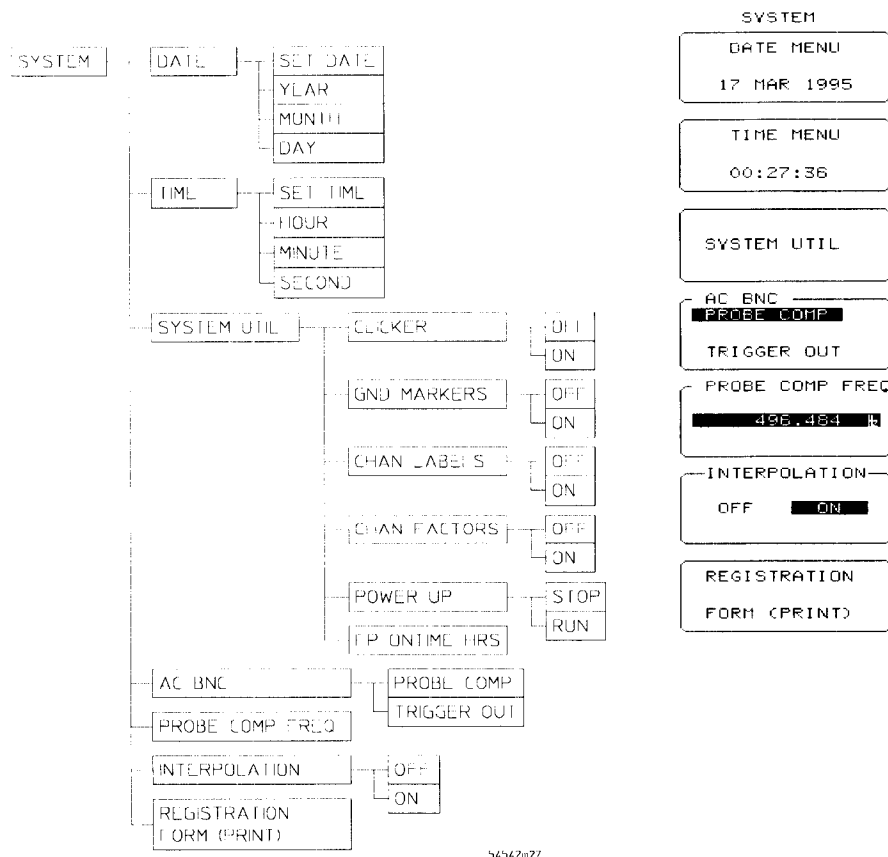 SYSTEM
DATE
SET DATE
YEAR
MONTH
DAY
TIME
SET TIME
HOUR
MINUTE
SECOND
SYSTEM UTIL
CLICKER
OFF
ON
GND MARKERS
OFF
ON
CHAN LABELS
OFF
ON
CHAN FACTORS
OFF
ON
POWER UP
STOP
RUN
ONTIME HRS
AC BNC
PROBE COMP
TRIGGER OUT
PROBE COMP FREQ
INTERPOLATION
OFF
ON
REGISTRATION
FORM (PRINT)
SYSTEM
DATE MENU
17 MAR 1995
TIME MENU
00:27:36
SYSTEM UTIL
AC BNC
PROBE COMP
TRIGGER OUT
PROBE COMP FREQ
496.484 Hz
INTERPOLATION
OFF ON
REGISTRATION
FORM (PRINT)
54542m27